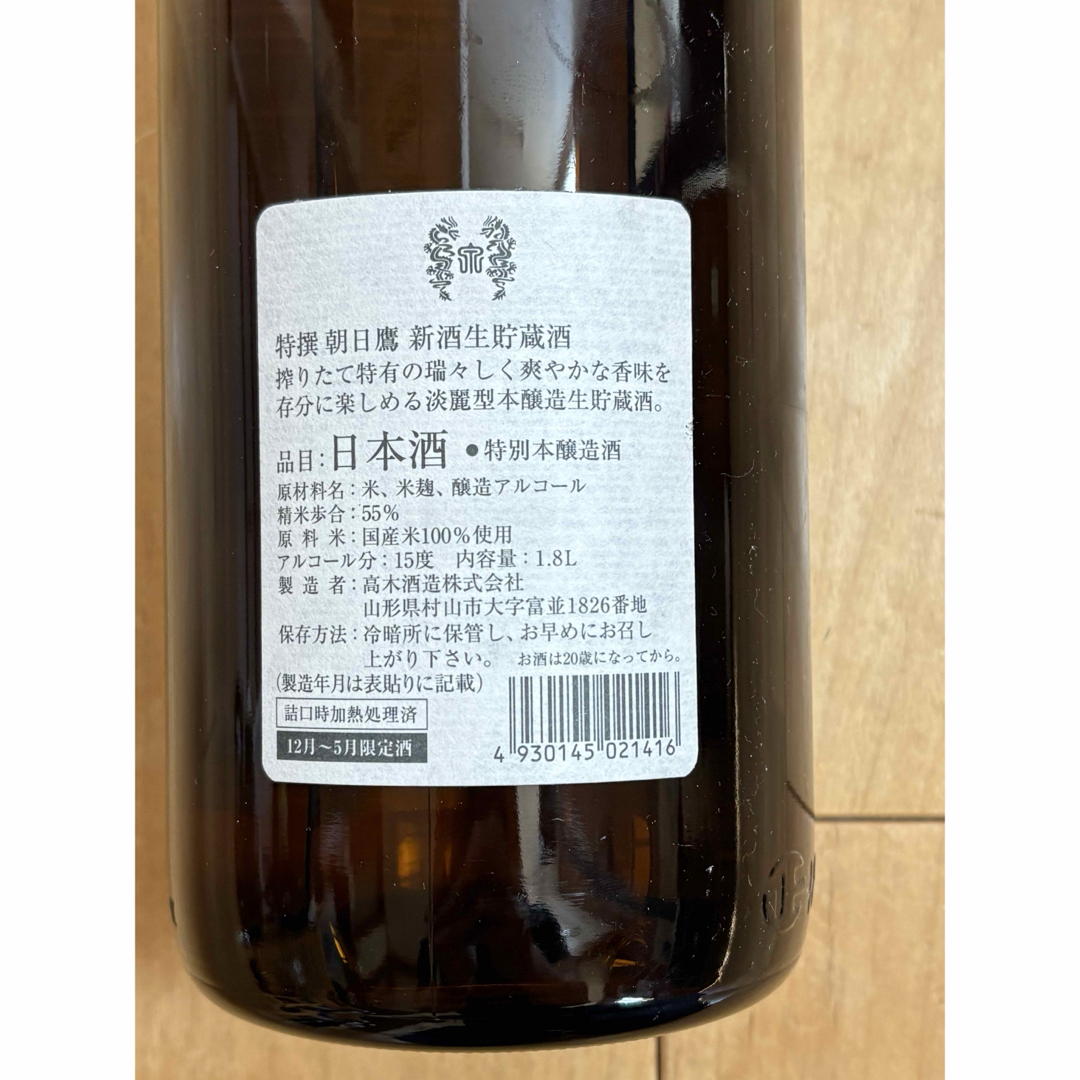 特撰 朝日鷹 新酒生貯蔵酒
搾りたて特有の瑞々しく爽やかな香味を
存分に楽しめる淡麗型本醸造生貯蔵酒。
品目:日本酒 ●特別本醸造酒
原材料名:米、米麹、醸造アルコール
精米歩合:55%
原料米:国産米100%使用
アルコール分:15度 内容量:1.8L
製造者:高木酒造株式会社
山形県村山市大字富並1826番地
保存方法:冷暗所に保管し、お早めにお召し
上がり下さい。 お酒は20歳になってから。
(製造年月は表貼りに記載)
詰口時加熱処理済
12月〜5月限定酒
4 930145 021416